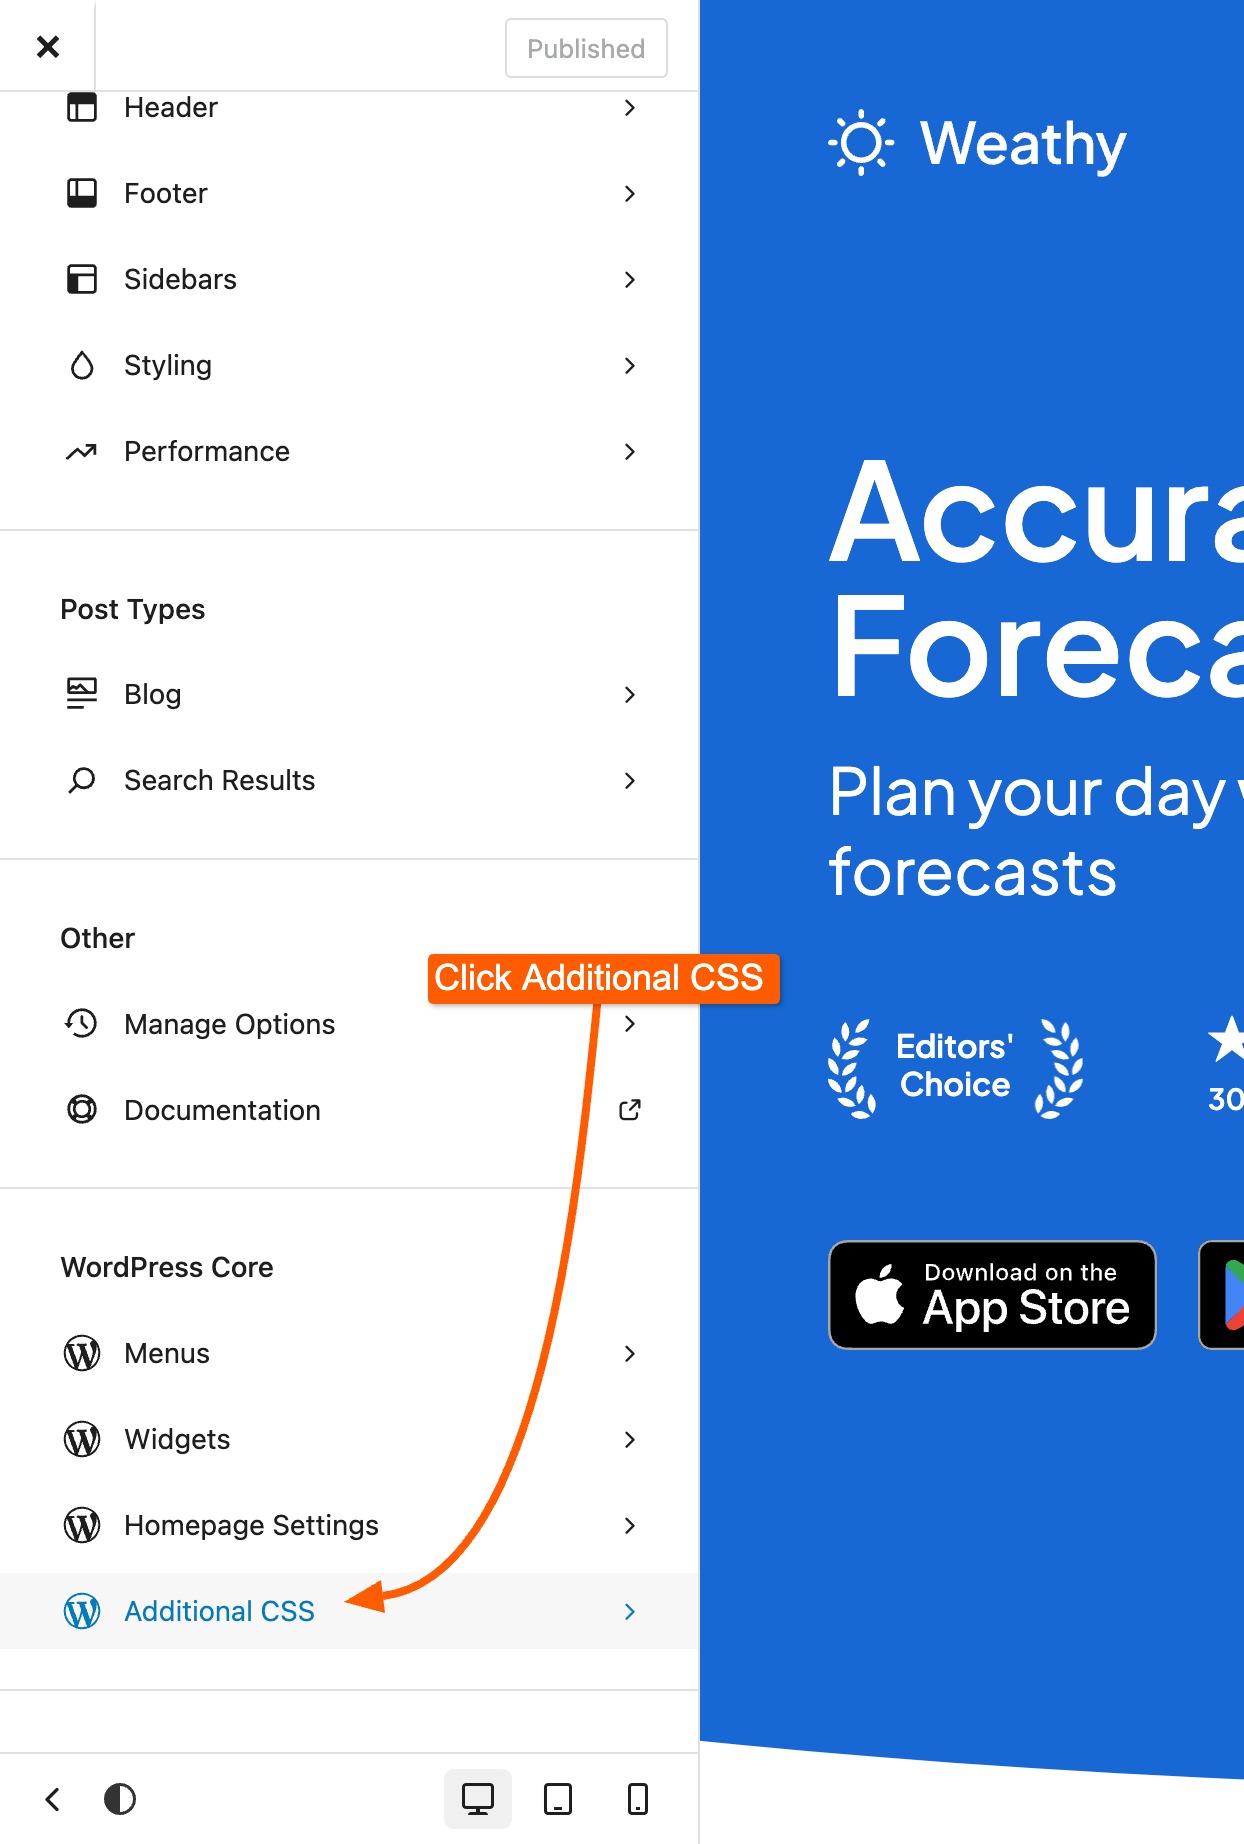 Published
Header
Footer
Sidebars
Styling
Performance
Post Types
Blog
Search Results
Other
Click Additional CSS
Manage Options
Documentation
WordPress Core
Menus
Widgets
Homepage Settings
Additional CSS
Weathy
Accura
Foreca
Plan your day
forecasts
Editors'
Choice
30
Download on the
App Store